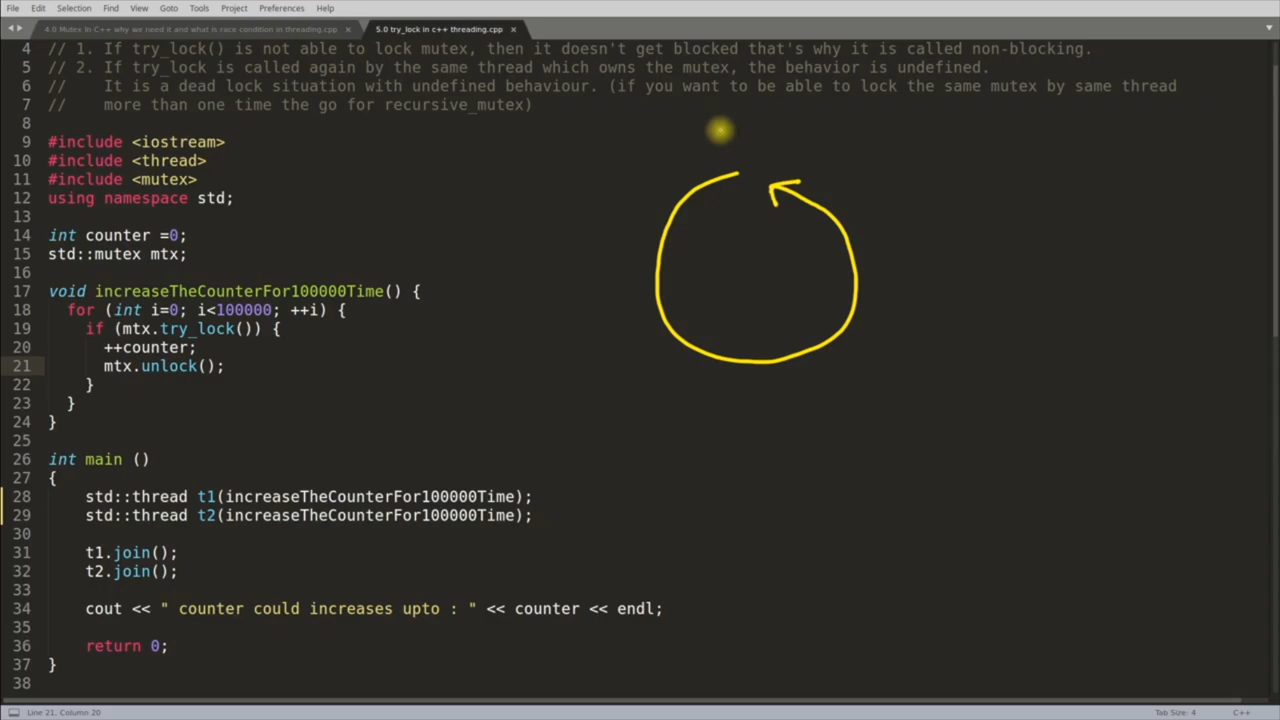 File Edit Selection Find View Goto Tools Project Preferences Help
4.0 Mutex In C++ why we need it and what is race condition in threading.cpp × 5.0 try_lock in c++ threading.cpp ×
4 // 1. If try_lock() is not able to lock mutex, then it doesn't get blocked that's why it is called non-blocking.
5 // 2. If try_lock is called again by the same thread which owns the mutex, the behavior is undefined.
6 //    It is a dead lock situation with undefined behaviour. (if you want to be able to lock the same mutex by same thread
7 //    more than one time the go for recursive_mutex)
8
9 #include <iostream>
10 #include <thread>
11 #include <mutex>
12 using namespace std;
13
14 int counter =0;
15 std::mutex mtx;
16
17 void increaseTheCounterFor100000Time() {
18   for (int i=0; i<100000; ++i) {
19     if (mtx.try_lock()) {
20       ++counter;
21       mtx.unlock();
22     }
23   }
24 }
25
26 int main ()
27 {
28     std::thread t1(increaseTheCounterFor100000Time);
29     std::thread t2(increaseTheCounterFor100000Time);
30
31     t1.join();
32     t2.join();
33
34     cout << " counter could increases upto : " << counter << endl;
35
36     return 0;
37 }
38
Line 21, Column 20 Tab Size: 4 C++